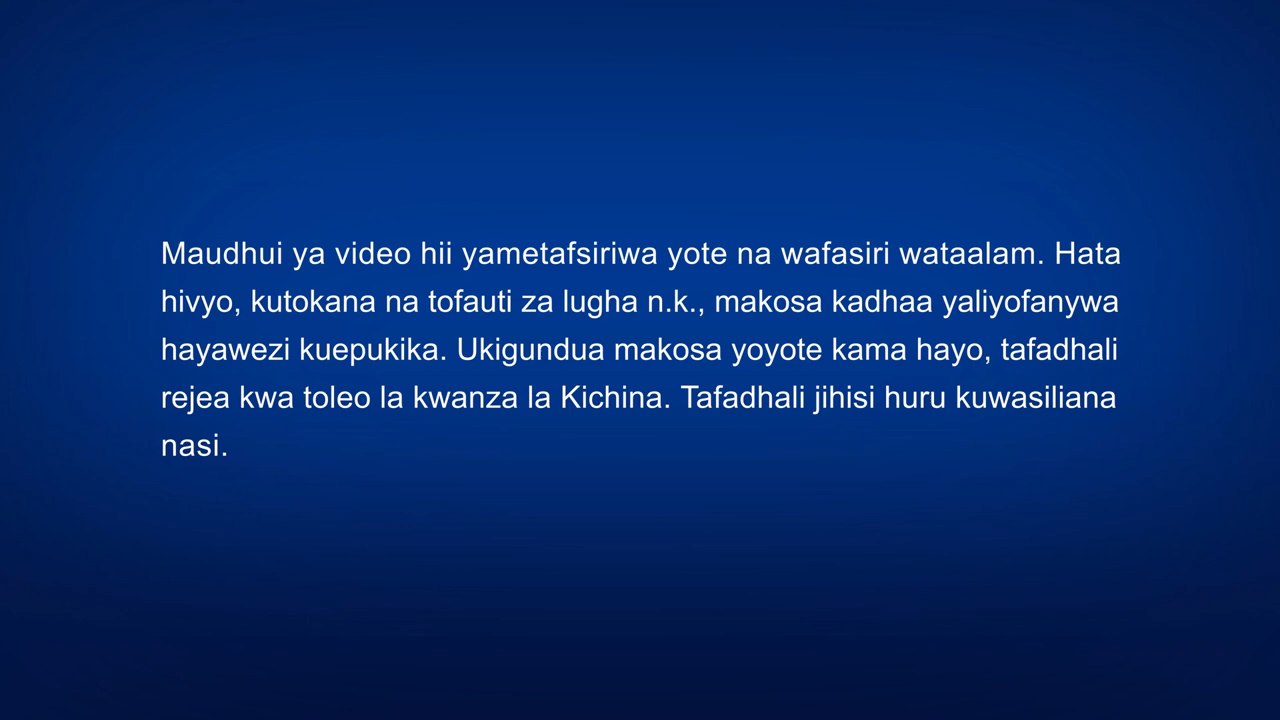 Maudhui ya video hii yametafsiriwa yote na wafasiri wataalam. Hata
hivyo, kutokana na tofauti za lugha n.k., makosa kadhaa yaliyofanywa
hayawezi kuepukika. Ukigundua makosa yoyote kama hayo, tafadhali
rejea kwa toleo la kwanza la Kichina. Tafadhali jihisi huru kuwasiliana
nasi.